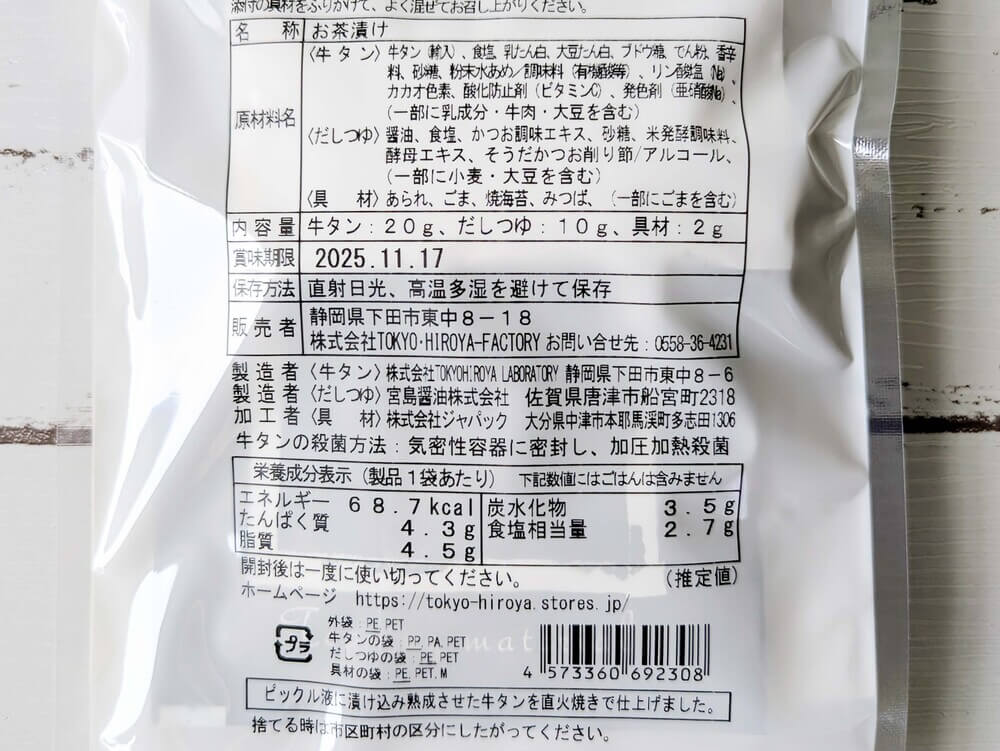 添付の具材をふりかけて、よく混ぜてお召し上がりください。
名称 お茶漬け
原材料名
〈牛タン〉牛タン（輸入）、食塩、乳たん白、大豆たん白、ブドウ糖、でん粉、香辛
料、砂糖、粉末水あめ/調味料（有機酸等）、リン酸塩（Na）、
カカオ色素、酸化防止剤（ビタミンC）、発色剤（亜硝酸Na）、
（一部に乳成分・牛肉・大豆を含む）
〈だしつゆ〉醤油、食塩、かつお調味エキス、砂糖、米発酵調味料、
酵母エキス、そうだかつお削り節/アルコール、
（一部に小麦・大豆を含む）
〈具材〉あられ、ごま、焼海苔、みつば、（一部にごまを含む）
内容量 牛タン：20g、だしつゆ：10g、具材：2g
賞味期限 2025.11.17
保存方法 直射日光、高温多湿を避けて保存
販売者 静岡県下田市東中8－18
株式会社TOKYO・HIROYA-FACTORY お問い合せ先：0558-36-4231
製造者〈牛タン〉株式会社TOKYOHIROYA LABORATORY 静岡県下田市東中8－6
製造者〈だしつゆ〉宮島醤油株式会社 佐賀県唐津市船宮町2318
加工者〈具材〉株式会社ジャパック 大分県中津市本耶馬渓町多志田1306
牛タンの殺菌方法：気密性容器に密封し、加圧加熱殺菌
栄養成分表示（製品1袋あたり） 下記数値にはごはんは含みません
エネルギー 68.7kcal 炭水化物 3.5g
たんぱく質 4.3g 食塩相当量 2.7g
脂質 4.5g
開封後は一度に使い切ってください。 （推定値）
ホームページ https://tokyo-hiroya.stores.jp/
プラ
外袋：PE,PET
牛タンの袋：PP,PA,PET
だしつゆの袋：PE,PET
具材の袋：PE,PET,M
4 573360 692308
ピックル液に漬け込み熟成させた牛タンを直火焼きで仕上げました。
捨てる時は市区町村の区分にしたがってください。